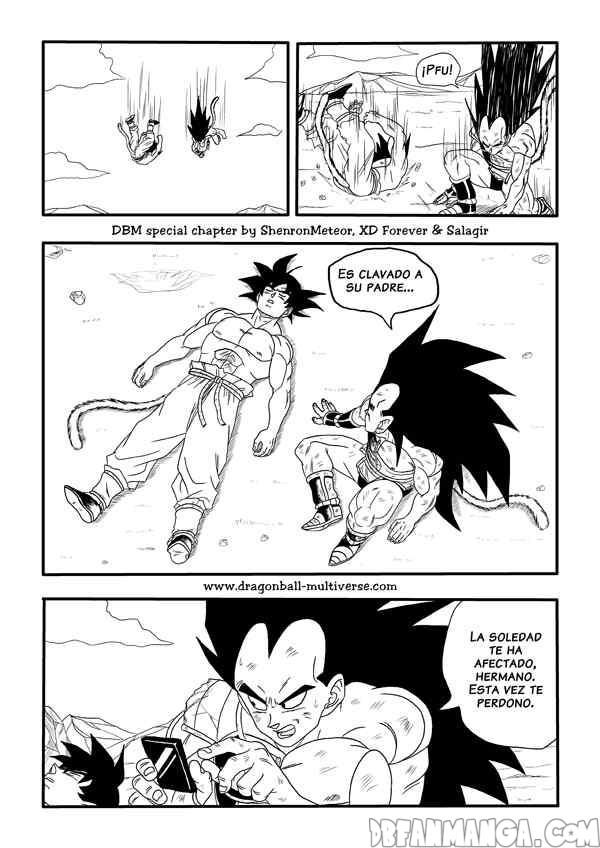 ¡Pfu!
DBM special chapter by ShenronMeteor, XD Forever & Salagir
Es clavado a
su padre...
www.dragonball-multiverse.com
La soledad
te ha
afectado,
hermano.
Esta vez te
perdono.
DBFANMANGA.COM